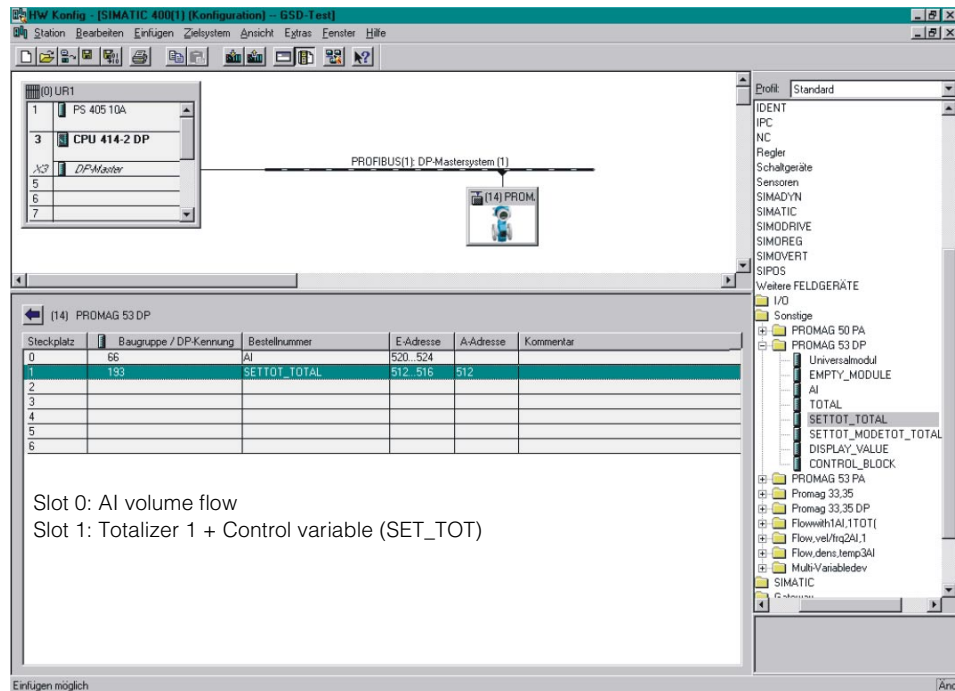 HW Konfig - [SIMATIC 400(1) (Konfiguration) -- GSD-Test]
Station Bearbeiten Einfügen Zielsystem Ansicht Extras Fenster Hilfe
(0) UR1
1 PS 405 10A
3 CPU 414-2 DP
X3 DP-Master
5
6
7
PROFIBUS(1): DP-Mastersystem (1)
(14) PROM.
(14) PROMAG 53 DP
Steckplatz Baugruppe / DP-Kennung Bestellnummer E-Adresse A-Adresse Kommentar
0 66 AI 520...524
1 193 SETTOT_TOTAL 512...516 512
2
3
4
5
6
Slot 0: AI volume flow
Slot 1: Totalizer 1 + Control variable (SET_TOT)
Profil: Standard
IDENT
IPC
NC
Regler
Schaltgeräte
Sensoren
SIMADYN
SIMATIC
SIMODRIVE
SIMOREG
SIMOVERT
SIPOS
Weitere FELDGERÄTE
I/O
Sonstige
PROMAG 50 PA
PROMAG 53 DP
Universalmodul
EMPTY_MODULE
AI
TOTAL
SETTOT_TOTAL
SETTOT_MODETOT_TOTAL
DISPLAY_VALUE
CONTROL_BLOCK
PROMAG 53 PA
Promag 33,35
Promag 33,35 DP
Flowwith1AI,1TOT(
Flow,vel/frq2AI,1
Flow,dens,temp3AI
Multi-Variabledev
SIMATIC
Einfügen möglich
Änd